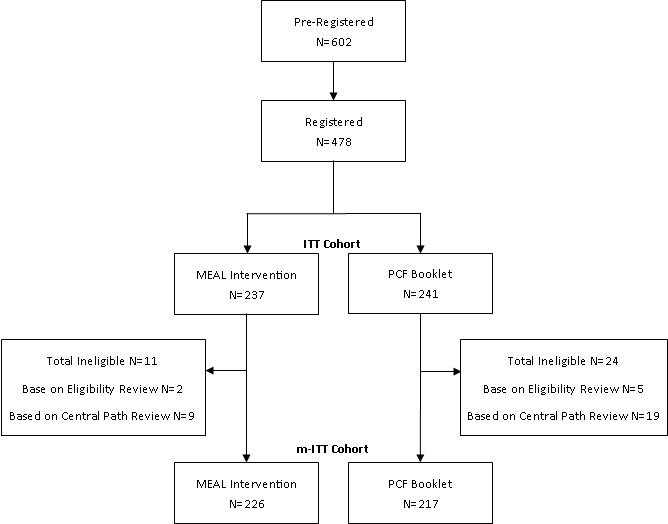 Pre-Registered
N=602
Registered
N=478
ITT Cohort
MEAL Intervention
N=237
PCF Booklet
N=241
Total Ineligible N=11
Base on Eligibility Review N=2
Based on Central Path Review N=9
Total Ineligible N=24
Base on Eligibility Review N=5
Based on Central Path Review N=19
m-ITT Cohort
MEAL Intervention
N=226
PCF Booklet
N=217